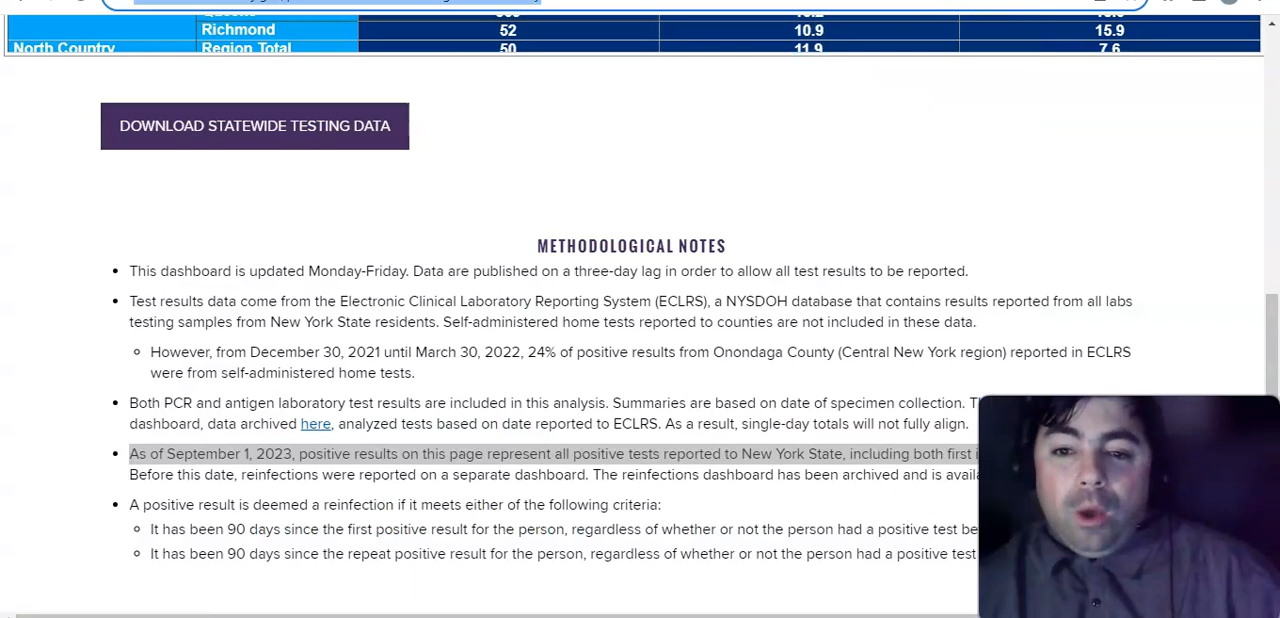 Richmond 52 10.9 15.9
North Country Region Total 50 11.9 7.6
DOWNLOAD STATEWIDE TESTING DATA
METHODOLOGICAL NOTES
This dashboard is updated Monday-Friday. Data are published on a three-day lag in order to allow all test results to be reported.
Test results data come from the Electronic Clinical Laboratory Reporting System (ECLRS), a NYSDOH database that contains results reported from all labs
testing samples from New York State residents. Self-administered home tests reported to counties are not included in these data.
However, from December 30, 2021 until March 30, 2022, 24% of positive results from Onondaga County (Central New York region) reported in ECLRS
were from self-administered home tests.
Both PCR and antigen laboratory test results are included in this analysis. Summaries are based on date of specimen collection.
dashboard, data archived here, analyzed tests based on date reported to ECLRS. As a result, single-day totals will not fully align.
As of September 1, 2023, positive results on this page represent all positive tests reported to New York State, including both first
Before this date, reinfections were reported on a separate dashboard. The reinfections dashboard has been archived and is
A positive result is deemed a reinfection if it meets either of the following criteria:
It has been 90 days since the first positive result for the person, regardless of whether or not the person had a positive test
It has been 90 days since the repeat positive result for the person, regardless of whether or not the person had a positive test